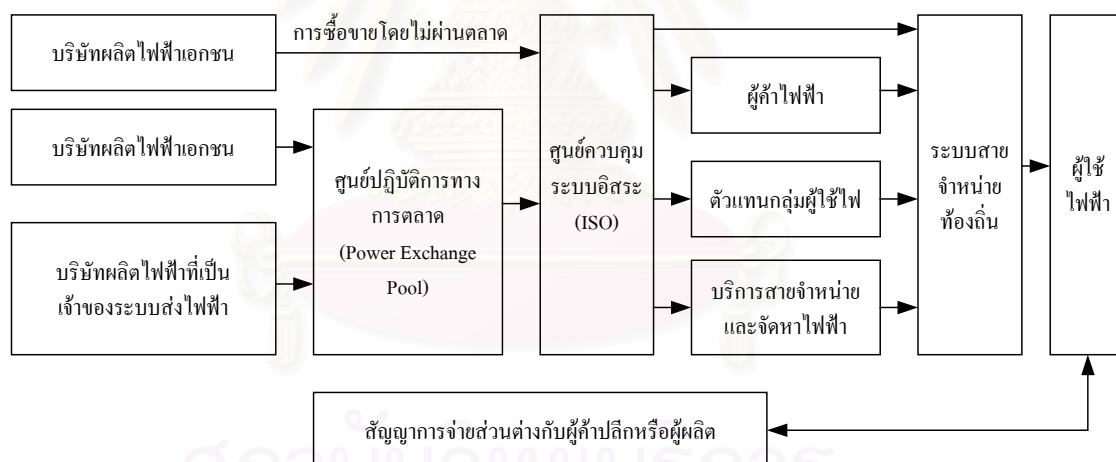 บริษัทผลิตไฟฟ้าเอกชน
การซื้อขายโดยไม่ผ่านตลาด
บริษัทผลิตไฟฟ้าเอกชน
บริษัทผลิตไฟฟ้าที่เป็น
เจ้าของระบบส่งไฟฟ้า
ศูนย์ปฏิบัติการทาง
การตลาด
(Power Exchange
Pool)
ศูนย์ควบคุม
ระบบอิสระ
(ISO)
ผู้ค้าไฟฟ้า
ตัวแทนกลุ่มผู้ใช้ไฟ
บริการสายจำหน่าย
และจัดหาไฟฟ้า
ระบบสาย
จำหน่าย
ท้องถิ่น
ผู้ใช้
ไฟฟ้า
สัญญาการจ่ายส่วนต่างกับผู้ค้าปลีกหรือผู้ผลิต